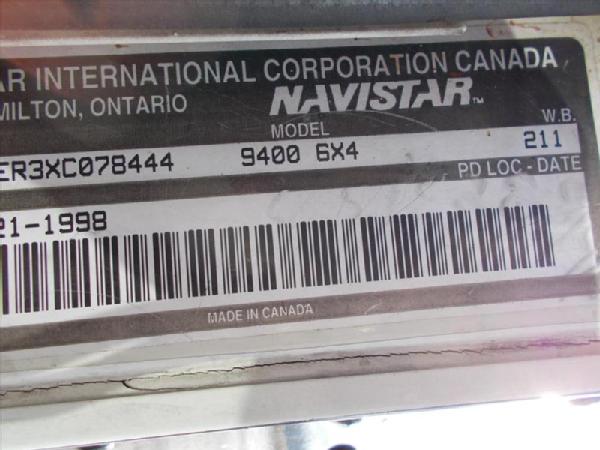 AR INTERNATIONAL CORPORATION CANADA
MILTON, ONTARIO NAVISTAR™
MODEL W.B.
ER3XC078444 9400 6X4 211
PD LOC - DATE
21-1998
MADE IN CANADA